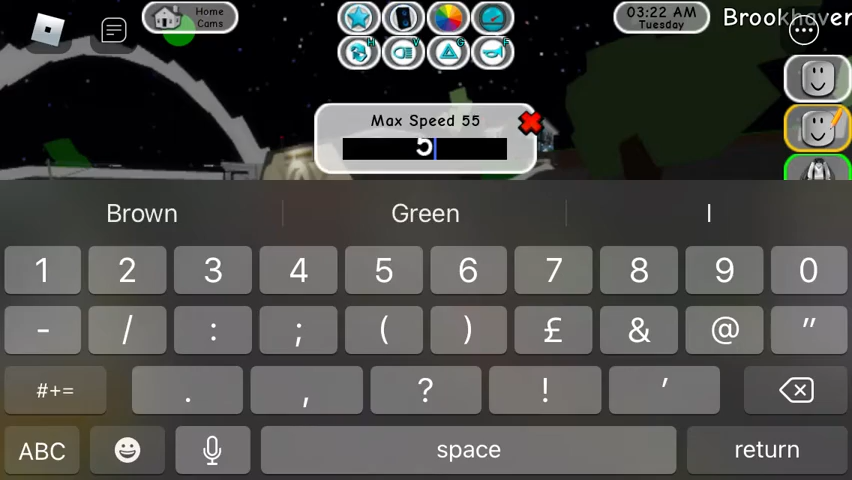 Home
Cams
03:22 AM
Tuesday
Brookhaven
H
V
G
F
Max Speed 55
5
Brown Green I
1 2 3 4 5 6 7 8 9 0
- / : ; ( ) £ & @ "
#+= . , ? ! '
ABC space return